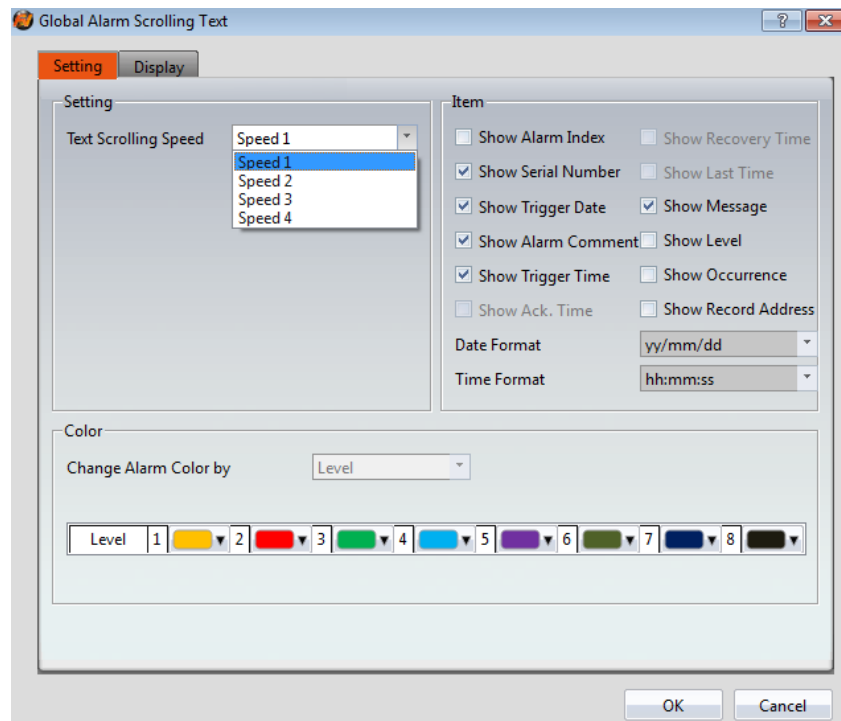 Global Alarm Scrolling Text
?
Setting
Display
Setting
Text Scrolling Speed
Speed 1
Speed 1
Speed 2
Speed 3
Speed 4
Item
Show Alarm Index
Show Recovery Time
Show Serial Number
Show Last Time
Show Trigger Date
Show Message
Show Alarm Comment
Show Level
Show Trigger Time
Show Occurrence
Show Ack. Time
Show Record Address
Date Format
yy/mm/dd
Time Format
hh:mm:ss
Color
Change Alarm Color by
Level
Level 1 2 3 4 5 6 7 8
OK
Cancel